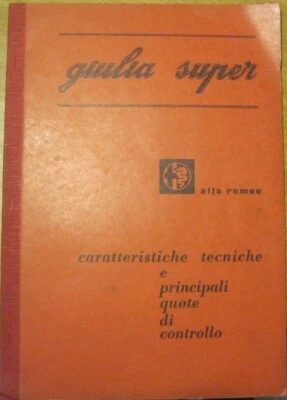 giulia super
alfa romeo
caratteristiche tecniche
e
principali
quote
di
controllo